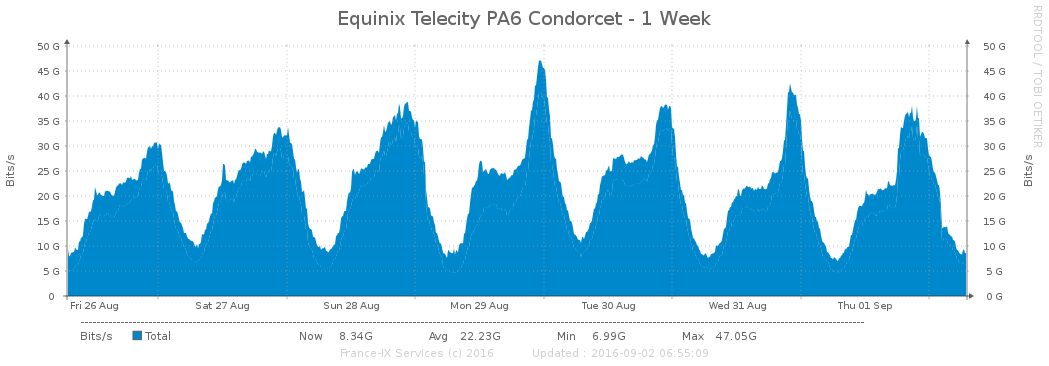 Equinix Telecity PA6 Condorcet - 1 Week
RRDTOOL / TOBI OETIKER
Bits/s
50 G
45 G
40 G
35 G
30 G
25 G
20 G
15 G
10 G
5 G
0
50 G
45 G
40 G
35 G
30 G
25 G
20 G
15 G
10 G
5 G
0 G
Bits/s
Fri 26 Aug Sat 27 Aug Sun 28 Aug Mon 29 Aug Tue 30 Aug Wed 31 Aug Thu 01 Sep
Bits/s Total Now 8.34G Avg 22.23G Min 6.99G Max 47.05G
France-IX Services (c) 2016 Updated : 2016-09-02 06:55:09